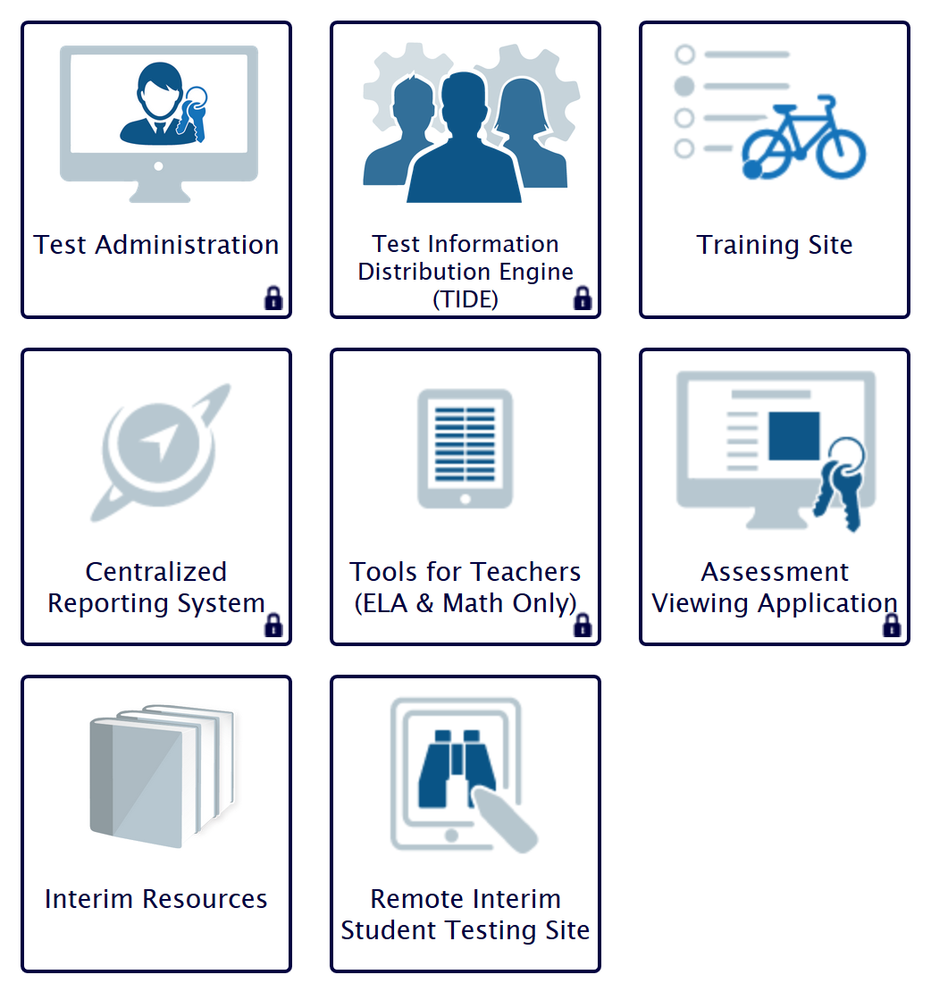 Test Administration
Test Information
Distribution Engine
(TIDE)
Training Site
Centralized
Reporting System
Tools for Teachers
(ELA & Math Only)
Assessment
Viewing Application
Interim Resources
Remote Interim
Student Testing Site